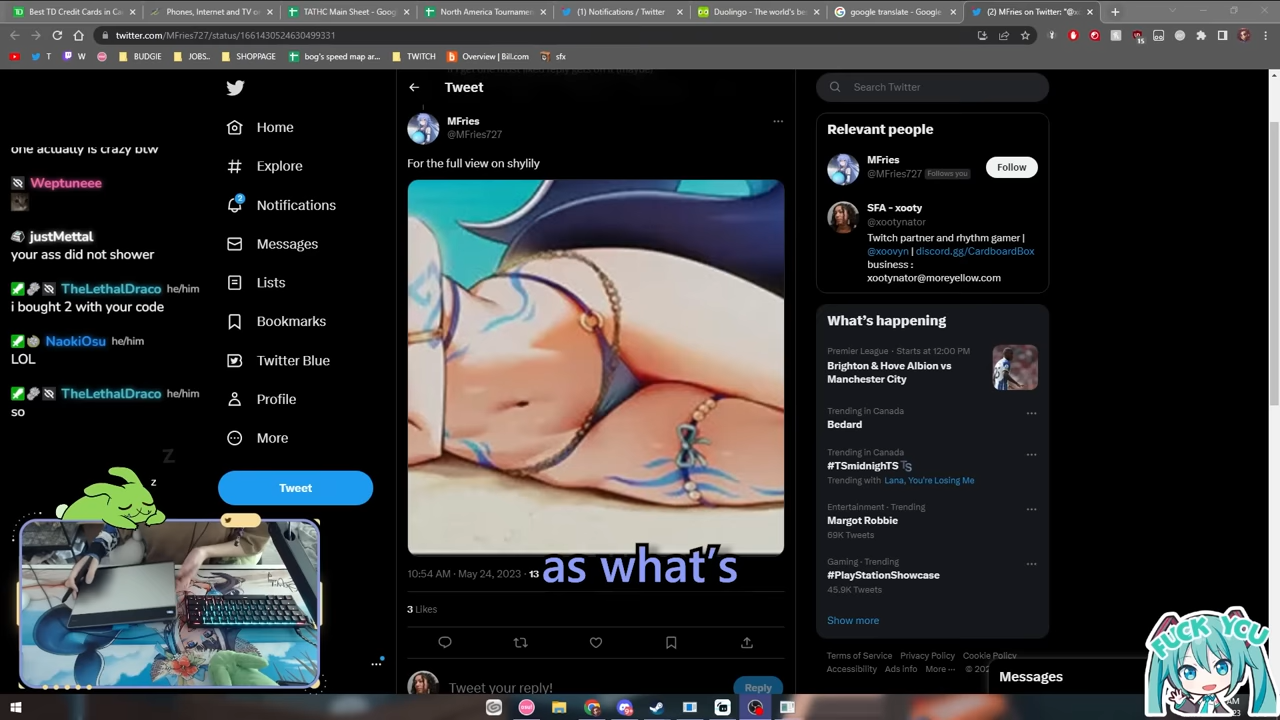 Best TD Credit Cards in Ca
Phones, Internet and TV o
TATHC Main Sheet - Goog
North America Tournamen
(1) Notifications / Twitter
Duolingo - The world's be
google translate - Google
(2) MFries on Twitter: "@x
twitter.com/MFries727/status/1661430524630499331
T
W
BUDGIE
JOBS..
SHOPPAGE
bog's speed map ar...
TWITCH
Overview | Bill.com
sfx
one actually is crazy btw
Weptuneee
justMettal
your ass did not shower
TheLethalDraco he/him
i bought 2 with your code
NaokiOsu he/him
LOL
TheLethalDraco he/him
so
Home
Explore
2
Notifications
Messages
Lists
Bookmarks
Twitter Blue
Profile
More
Tweet
Tweet
MFries
@MFries727
For the full view on shylily
10:54 AM · May 24, 2023 · 13
as what's
3 Likes
Tweet your reply!
Reply
Search Twitter
Relevant people
MFries
@MFries727 Follows you
Follow
SFA - xooty
@xootynator
Twitch partner and rhythm gamer |
@xoovyn | discord.gg/CardboardBox
business :
xootynator@moreyellow.com
What's happening
Premier League · Starts at 12:00 PM
Brighton & Hove Albion vs
Manchester City
Trending in Canada
Bedard
Trending in Canada
#TSmidnighTS
Trending with Lana, You're Losing Me
Entertainment · Trending
Margot Robbie
69K Tweets
Gaming · Trending
#PlayStationShowcase
45.9K Tweets
Show more
Terms of Service Privacy Policy Cookie Policy
Accessibility Ads info More ··· © 202
Messages
FUCK YOU
z
Z